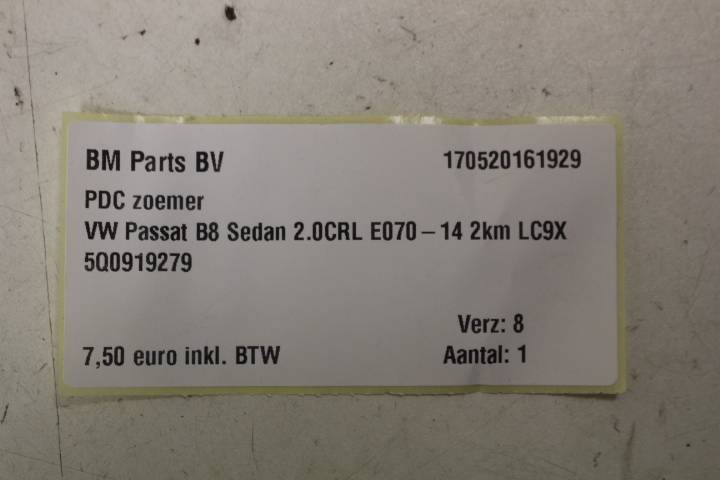 BM Parts BV 170520161929
PDC zoemer
VW Passat B8 Sedan 2.0CRL E070 – 14 2km LC9X
5Q0919279
Verz: 8
7,50 euro inkl. BTW Aantal: 1